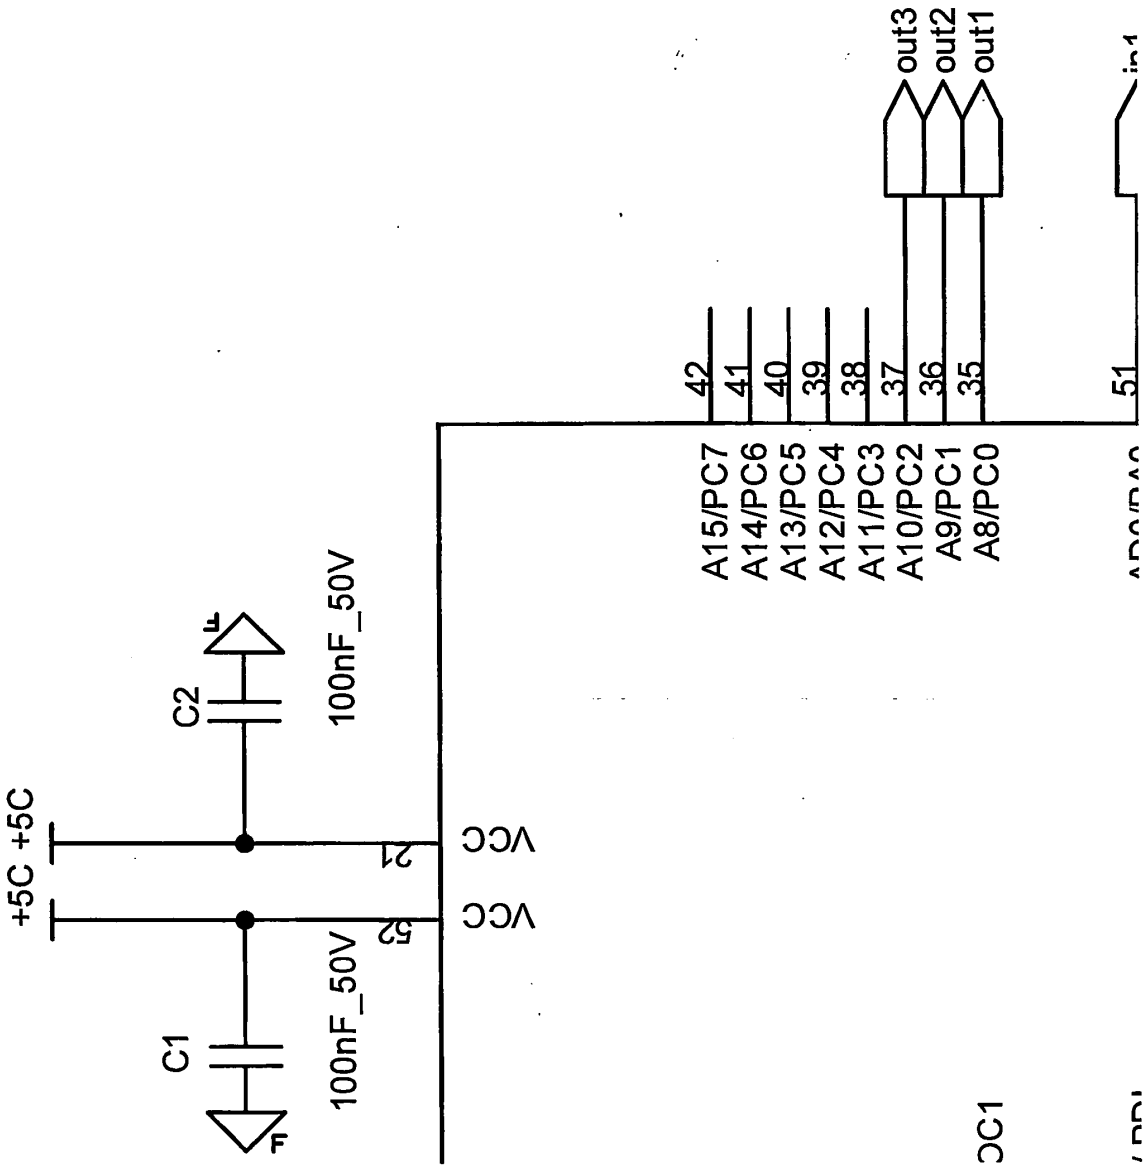 out3
out2
out1
42
41
40
39
38
37
36
35
51
A15/PC7
A14/PC6
A13/PC5
A12/PC4
A11/PC3
A10/PC2
A9/PC1
A8/PC0
F
C2
100nF_50V
+5C
21
VCC
+5C
52
VCC
C1
100nF_50V
F